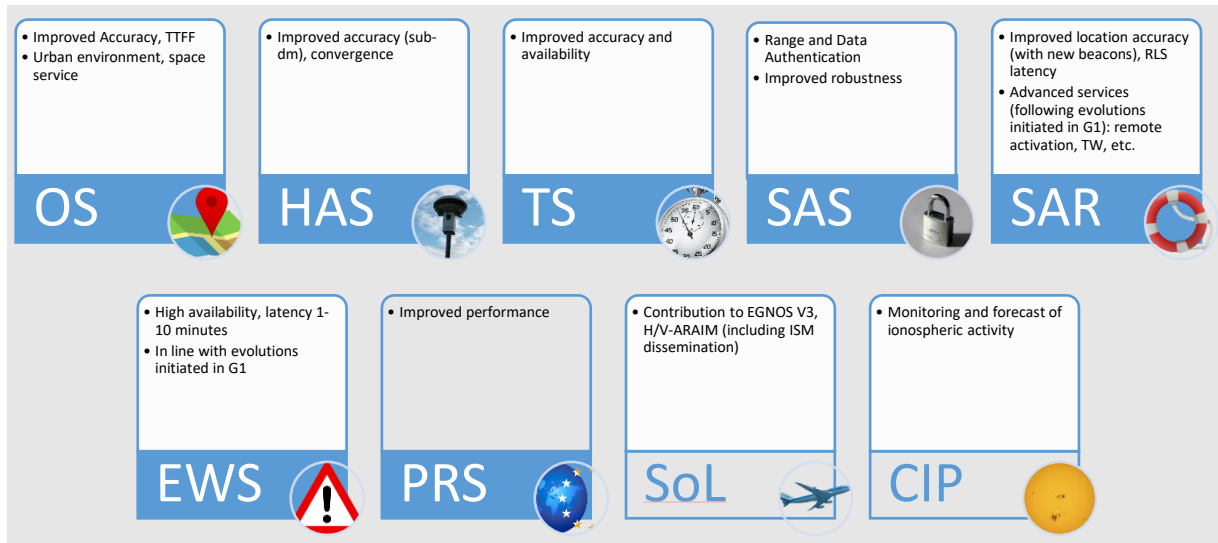 • Improved Accuracy, TTFF
• Urban environment, space
service
OS
• Improved accuracy (sub-
dm), convergence
HAS
• Improved accuracy and
availability
TS
• Range and Data
Authentication
• Improved robustness
SAS
• Improved location accuracy
(with new beacons), RLS
latency
• Advanced services
(following evolutions
initiated in G1): remote
activation, TW, etc.
SAR
• High availability, latency 1-
10 minutes
• In line with evolutions
initiated in G1
EWS
• Improved performance
PRS
• Contribution to EGNOS V3,
H/V-ARAIM (including ISM
dissemination)
SoL
• Monitoring and forecast of
ionospheric activity
CIP